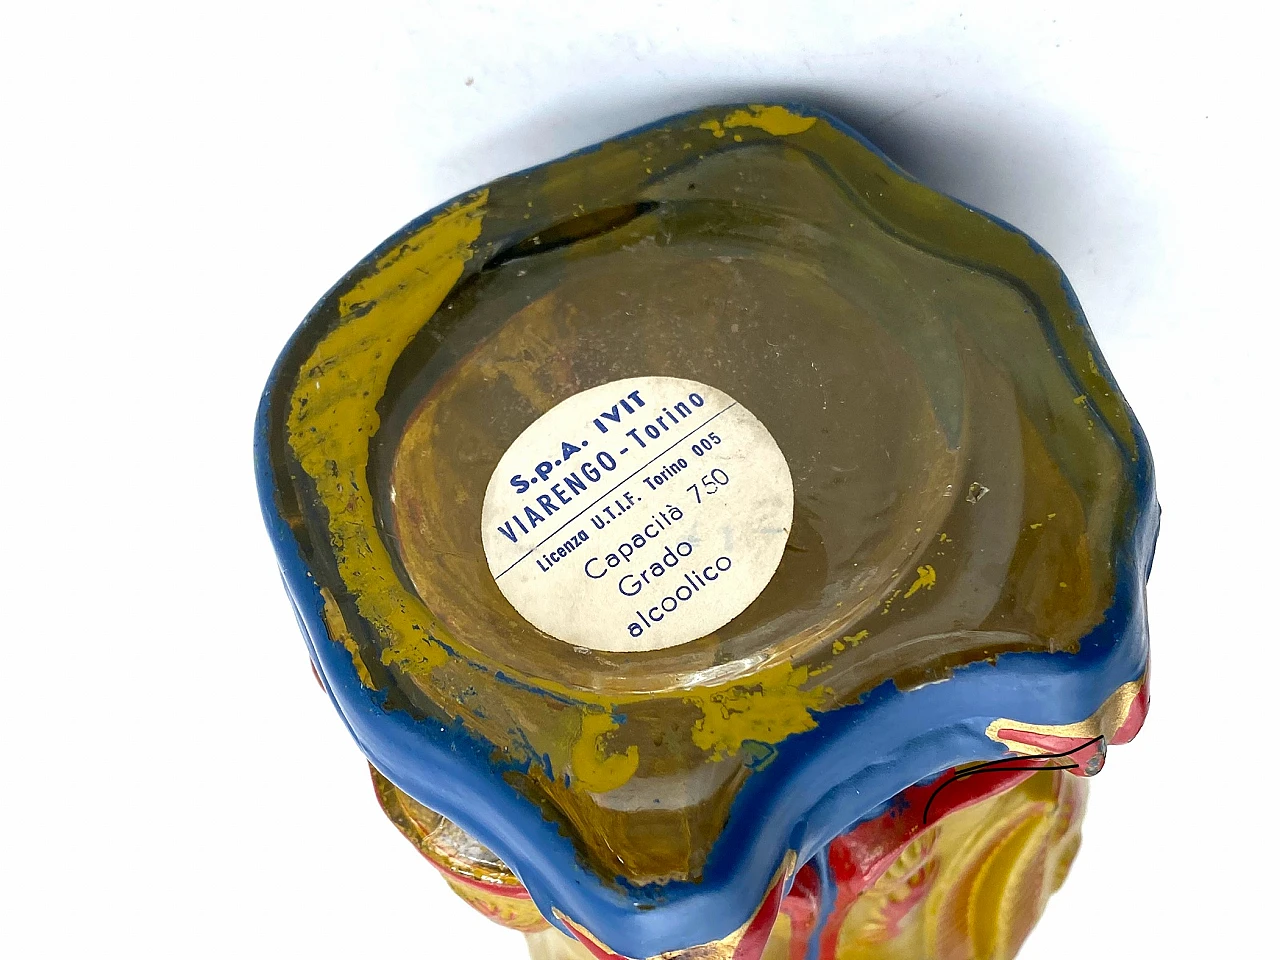 S.p.A. IVIT
VIARENGO - Torino
Licenza U.T.I.F. Torino 005
Capacità 750
Grado
alcoolico